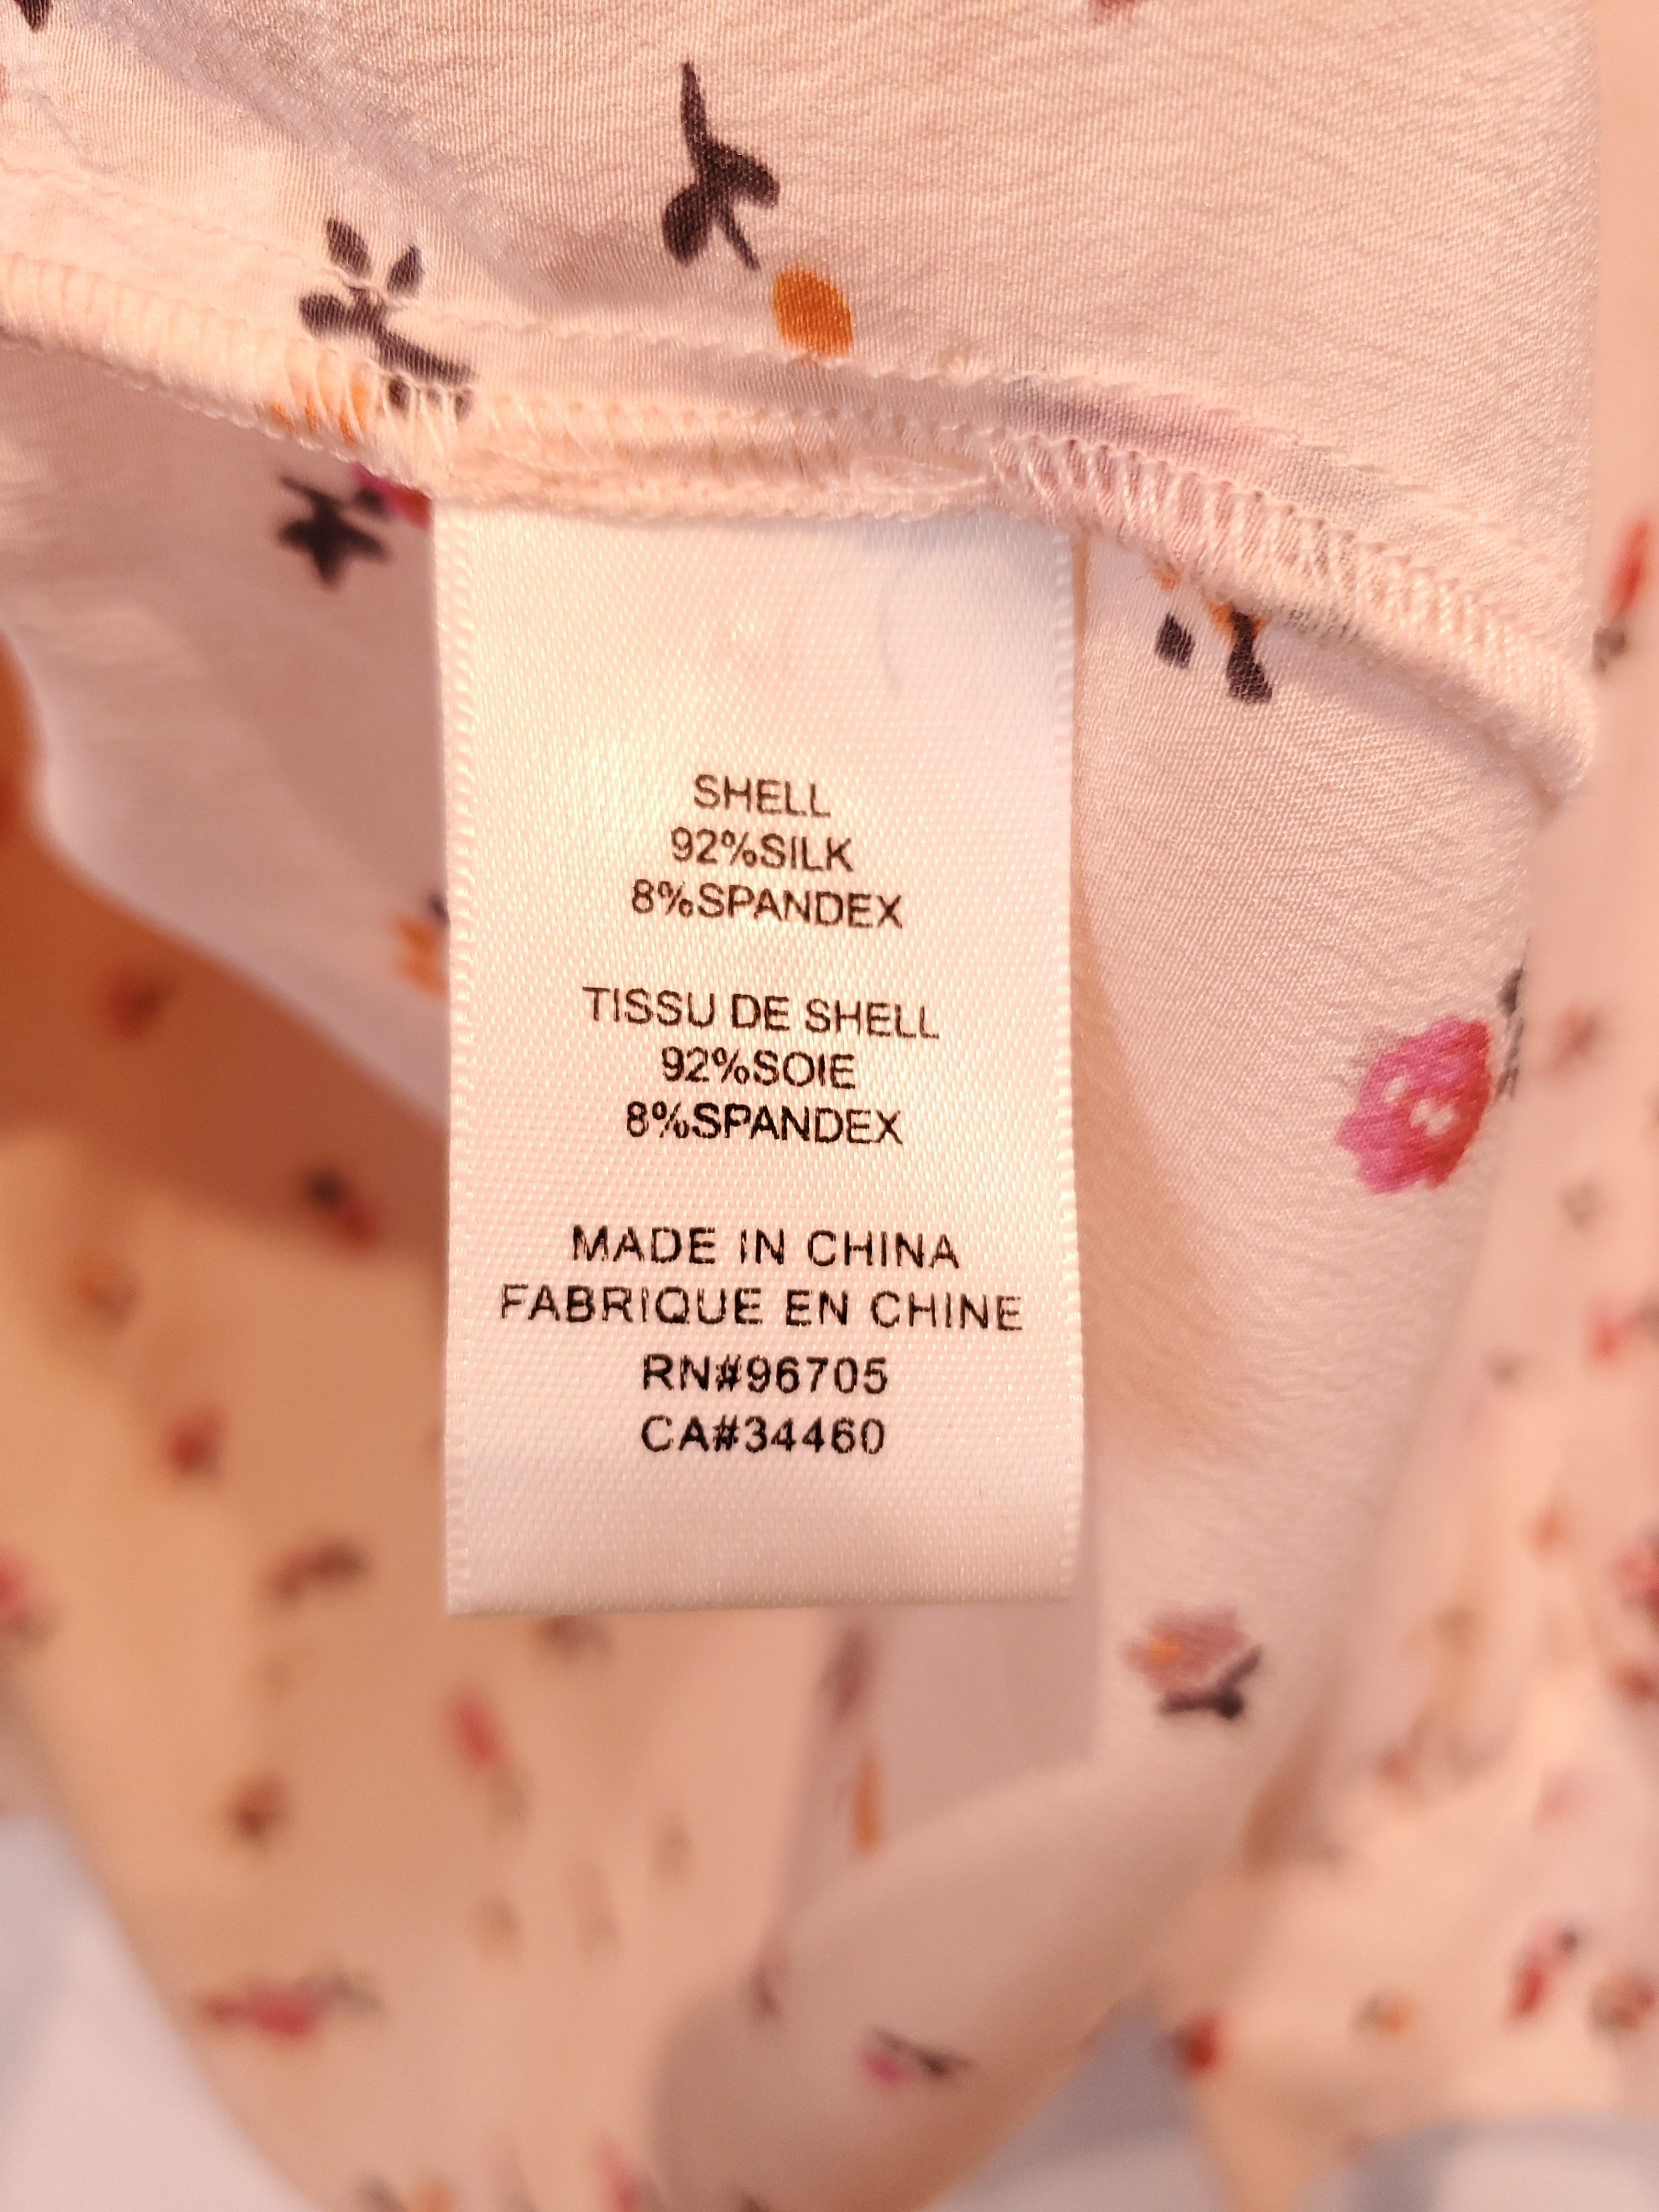 SHELL
92%SILK
8%SPANDEX
TISSU DE SHELL
92%SOIE
8%SPANDEX
MADE IN CHINA
FABRIQUE EN CHINE
RN#96705
CA#34460